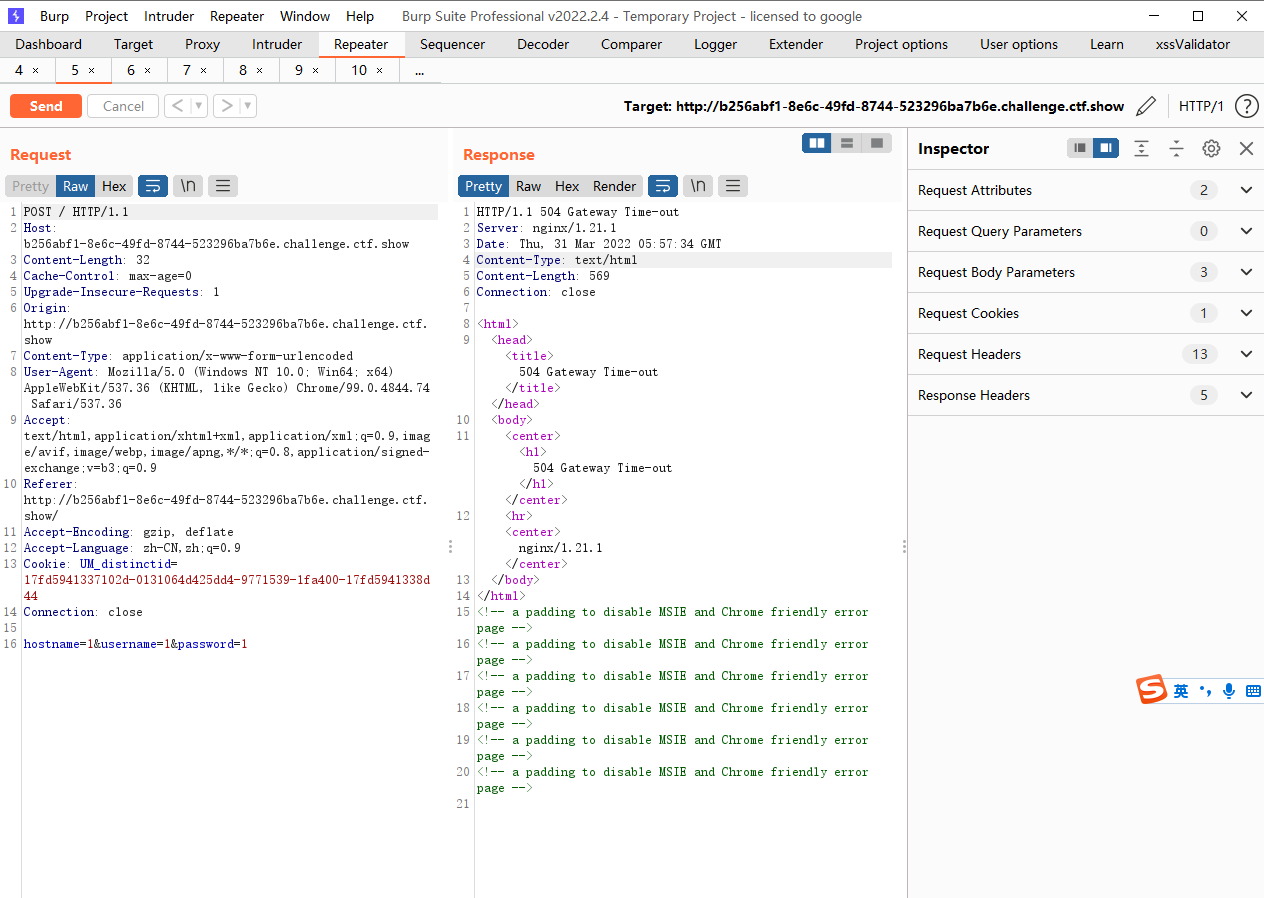 Burp Project Intruder Repeater Window Help Burp Suite Professional v2022.2.4 - Temporary Project - licensed to google
Dashboard Target Proxy Intruder Repeater Sequencer Decoder Comparer Logger Extender Project options User options Learn xssValidator
4 × 5 × 6 × 7 × 8 × 9 × 10 × ...
Send Cancel < > Target: http://b256abf1-8e6c-49fd-8744-523296ba7b6e.challenge.ctf.show HTTP/1 ?
Request
Pretty Raw Hex \n
1 POST / HTTP/1.1
2 Host:
b256abf1-8e6c-49fd-8744-523296ba7b6e.challenge.ctf.show
3 Content-Length: 32
4 Cache-Control: max-age=0
5 Upgrade-Insecure-Requests: 1
6 Origin:
http://b256abf1-8e6c-49fd-8744-523296ba7b6e.challenge.ctf.
show
7 Content-Type: application/x-www-form-urlencoded
8 User-Agent: Mozilla/5.0 (Windows NT 10.0; Win64; x64)
AppleWebKit/537.36 (KHTML, like Gecko) Chrome/99.0.4844.74
Safari/537.36
9 Accept:
text/html,application/xhtml+xml,application/xml;q=0.9,imag
e/avif,image/webp,image/apng,*/*;q=0.8,application/signed-
exchange;v=b3;q=0.9
10 Referer:
http://b256abf1-8e6c-49fd-8744-523296ba7b6e.challenge.ctf.
show/
11 Accept-Encoding: gzip, deflate
12 Accept-Language: zh-CN,zh;q=0.9
13 Cookie: UM_distinctid=
17fd5941337102d-0131064d425dd4-9771539-1fa400-17fd5941338d
44
14 Connection: close
15
16 hostname=1&username=1&password=1
Response
Pretty Raw Hex Render \n
1 HTTP/1.1 504 Gateway Time-out
2 Server: nginx/1.21.1
3 Date: Thu, 31 Mar 2022 05:57:34 GMT
4 Content-Type: text/html
5 Content-Length: 569
6 Connection: close
7
8 <html>
9 <head>
<title>
504 Gateway Time-out
</title>
</head>
10 <body>
11 <center>
<h1>
504 Gateway Time-out
</h1>
</center>
12 <hr>
<center>
nginx/1.21.1
</center>
13 </body>
14 </html>
15 <!-- a padding to disable MSIE and Chrome friendly error
page -->
16 <!-- a padding to disable MSIE and Chrome friendly error
page -->
17 <!-- a padding to disable MSIE and Chrome friendly error
page -->
18 <!-- a padding to disable MSIE and Chrome friendly error
page -->
19 <!-- a padding to disable MSIE and Chrome friendly error
page -->
20 <!-- a padding to disable MSIE and Chrome friendly error
page -->
21
Inspector
Request Attributes 2
Request Query Parameters 0
Request Body Parameters 3
Request Cookies 1
Request Headers 13
Response Headers 5
S 英